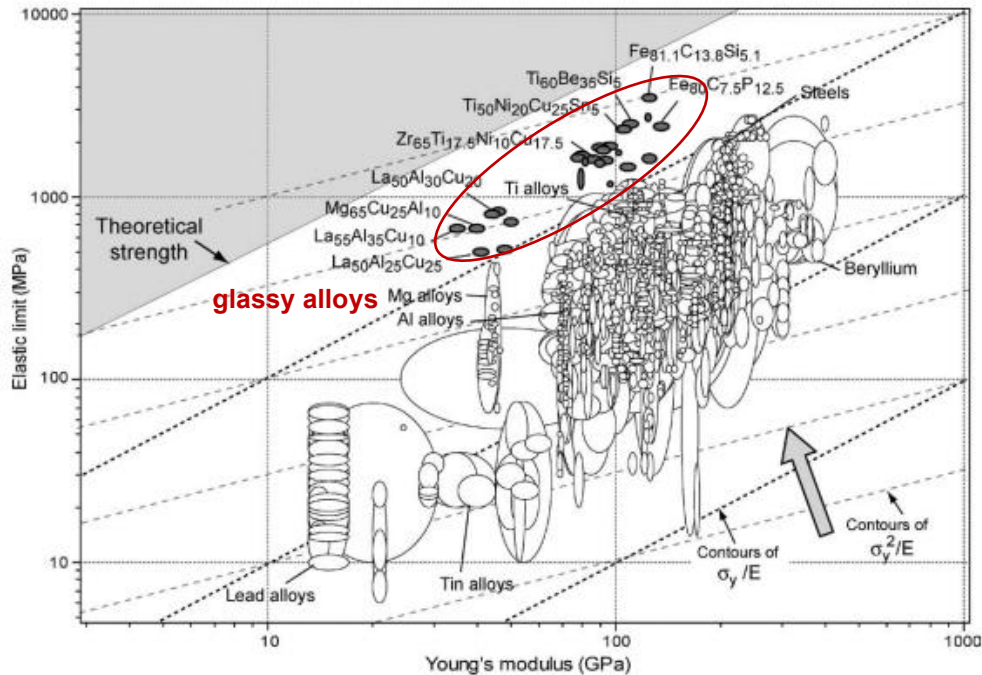 10000
Fe81.1C13.8Si5.1
Ti60Be35Si5
Fe80C7.5P12.5
Ti50Ni20Cu25Sn5
Steels
Zr65Ti17.5Ni10Cu17.5
La50Al30Cu20
1000
Ti alloys
Mg65Cu25Al10
Theoretical
strength
La55Al35Cu10
La50Al25Cu25
Beryllium
glassy alloys
Mg alloys
Al alloys
Elastic limit (MPa)
100
Contours of
σy²/E
Contours of
σy/E
10
Lead alloys
Tin alloys
10
100
1000
Young's modulus (GPa)